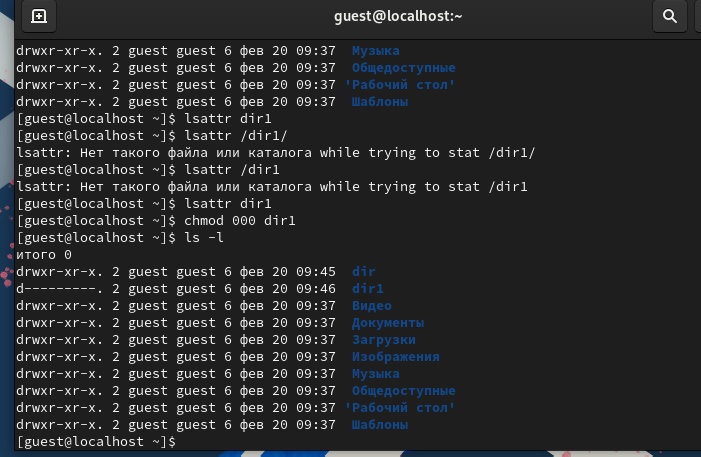 guest@localhost:~
drwxr-xr-x. 2 guest guest 6 фев 20 09:37  Музыка
drwxr-xr-x. 2 guest guest 6 фев 20 09:37  Общедоступные
drwxr-xr-x. 2 guest guest 6 фев 20 09:37 'Рабочий стол'
drwxr-xr-x. 2 guest guest 6 фев 20 09:37  Шаблоны
[guest@localhost ~]$ lsattr dir1
[guest@localhost ~]$ lsattr /dir1/
lsattr: Нет такого файла или каталога while trying to stat /dir1/
[guest@localhost ~]$ lsattr /dir1
lsattr: Нет такого файла или каталога while trying to stat /dir1
[guest@localhost ~]$ lsattr dir1
[guest@localhost ~]$ chmod 000 dir1
[guest@localhost ~]$ ls -l
итого 0
drwxr-xr-x. 2 guest guest 6 фев 20 09:45  dir
d---------. 2 guest guest 6 фев 20 09:46  dir1
drwxr-xr-x. 2 guest guest 6 фев 20 09:37  Видео
drwxr-xr-x. 2 guest guest 6 фев 20 09:37  Документы
drwxr-xr-x. 2 guest guest 6 фев 20 09:37  Загрузки
drwxr-xr-x. 2 guest guest 6 фев 20 09:37  Изображения
drwxr-xr-x. 2 guest guest 6 фев 20 09:37  Музыка
drwxr-xr-x. 2 guest guest 6 фев 20 09:37  Общедоступные
drwxr-xr-x. 2 guest guest 6 фев 20 09:37 'Рабочий стол'
drwxr-xr-x. 2 guest guest 6 фев 20 09:37  Шаблоны
[guest@localhost ~]$